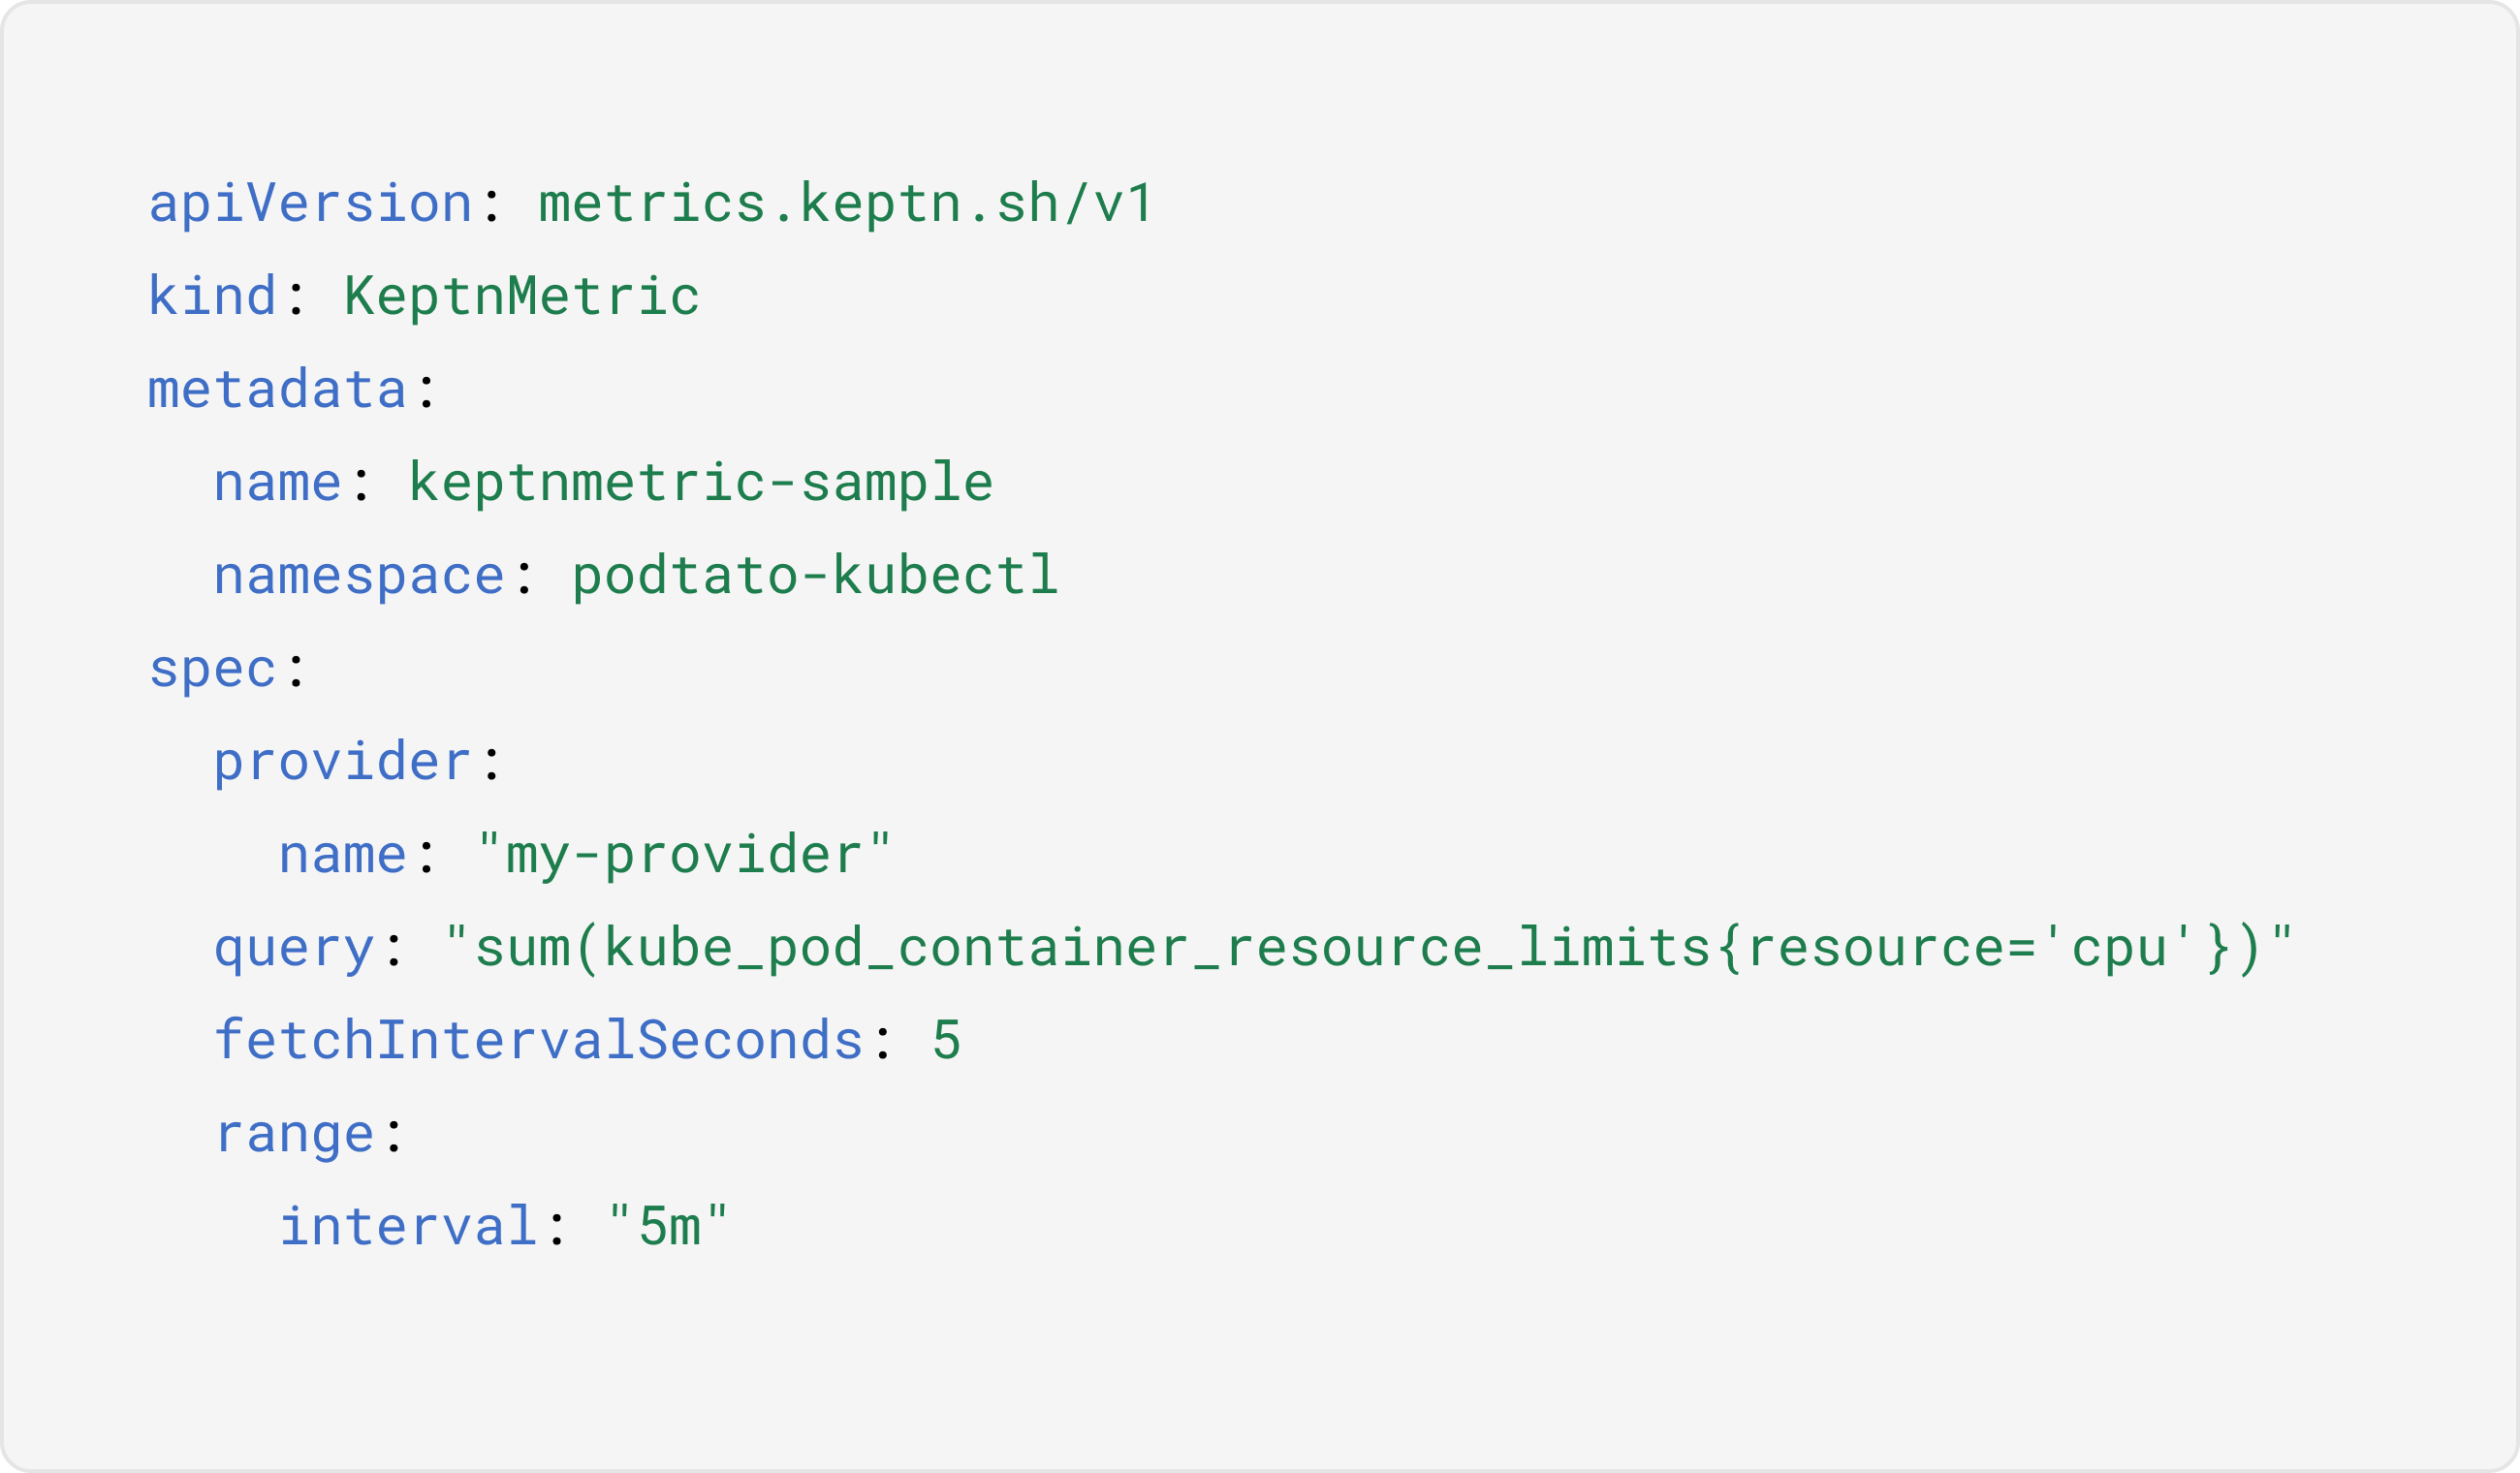 apiVersion: metrics.keptn.sh/v1
kind: KeptnMetric
metadata:
  name: keptnmetric-sample
  namespace: podtato-kubectl
spec:
  provider:
    name: "my-provider"
  query: "sum(kube_pod_container_resource_limits{resource='cpu'})"
  fetchIntervalSeconds: 5
  range:
    interval: "5m"